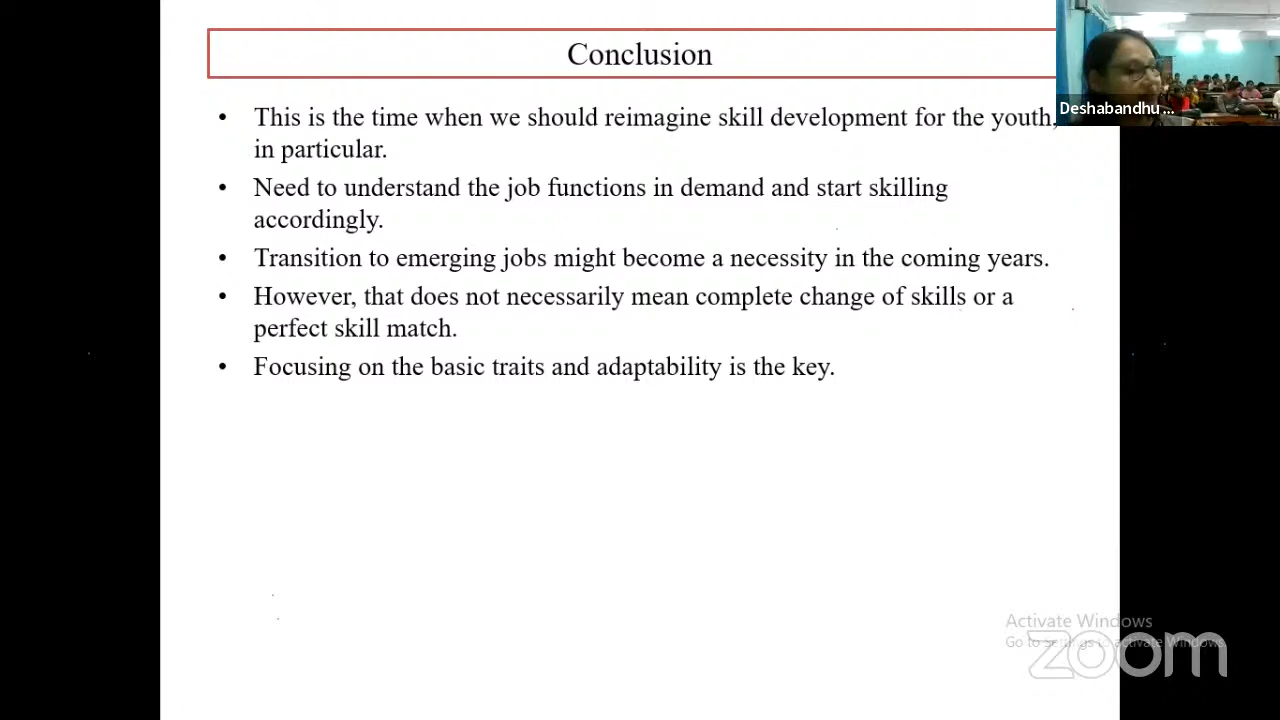 Conclusion
Deshabandhu ...
• This is the time when we should reimagine skill development for the youth,
in particular.
• Need to understand the job functions in demand and start skilling
accordingly.
• Transition to emerging jobs might become a necessity in the coming years.
• However, that does not necessarily mean complete change of skills or a
perfect skill match.
• Focusing on the basic traits and adaptability is the key.
Activate Windows
Go to Settings to activate Windows.
zoom